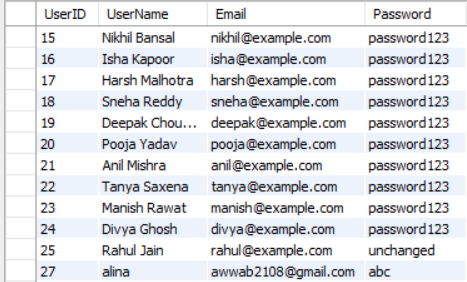 UserID UserName Email Password
15 Nikhil Bansal nikhil@example.com password123
16 Isha Kapoor isha@example.com password123
17 Harsh Malhotra harsh@example.com password123
18 Sneha Reddy sneha@example.com password123
19 Deepak Chou... deepak@example.com password123
20 Pooja Yadav pooja@example.com password123
21 Anil Mishra anil@example.com password123
22 Tanya Saxena tanya@example.com password123
23 Manish Rawat manish@example.com password123
24 Divya Ghosh divya@example.com password123
25 Rahul Jain rahul@example.com unchanged
27 alina awwab2108@gmail.com abc